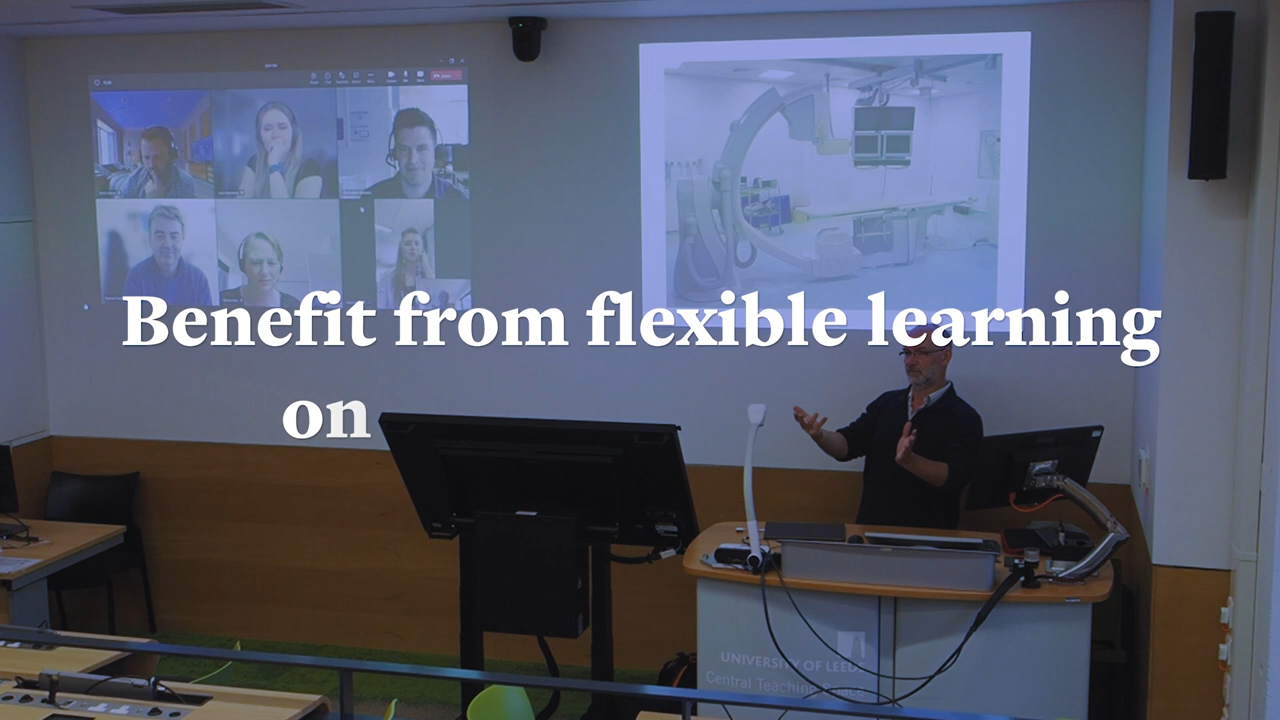 Benefit from flexible learning
on
UNIVERSITY OF LEEDS
Central Teaching Space